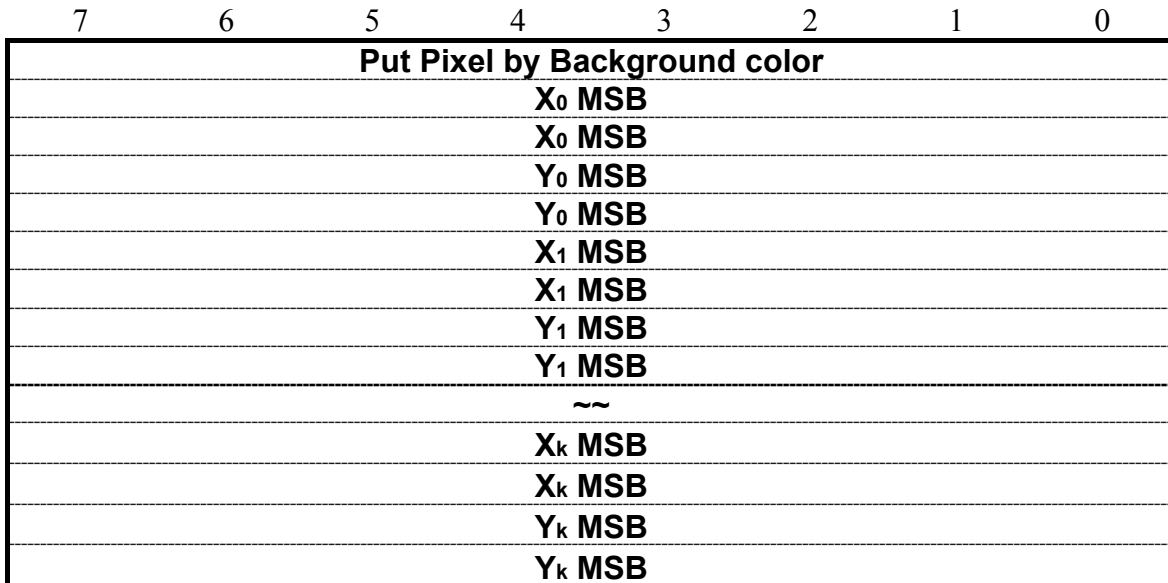 7 6 5 4 3 2 1 0
Put Pixel by Background color
X₀ MSB
X₀ MSB
Y₀ MSB
Y₀ MSB
X₁ MSB
X₁ MSB
Y₁ MSB
Y₁ MSB
~~
Xₖ MSB
Xₖ MSB
Yₖ MSB
Yₖ MSB